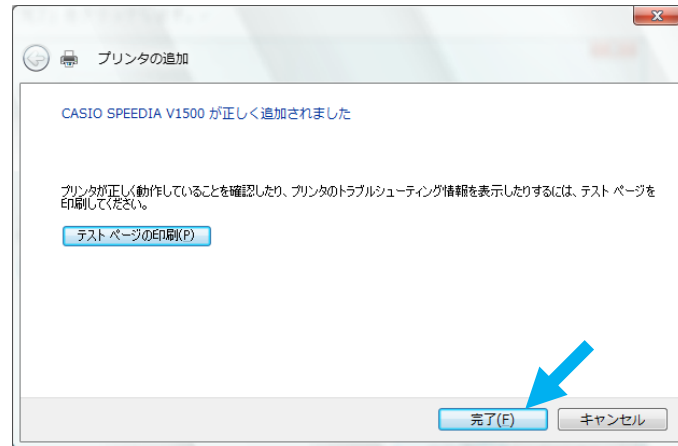 プリンタの追加
CASIO SPEEDIA V1500 が正しく追加されました
プリンタが正しく動作していることを確認したり、プリンタのトラブルシューティング情報を表示したりするには、テスト ページを
印刷してください。
テスト ページの印刷(P)
完了(F)
キャンセル